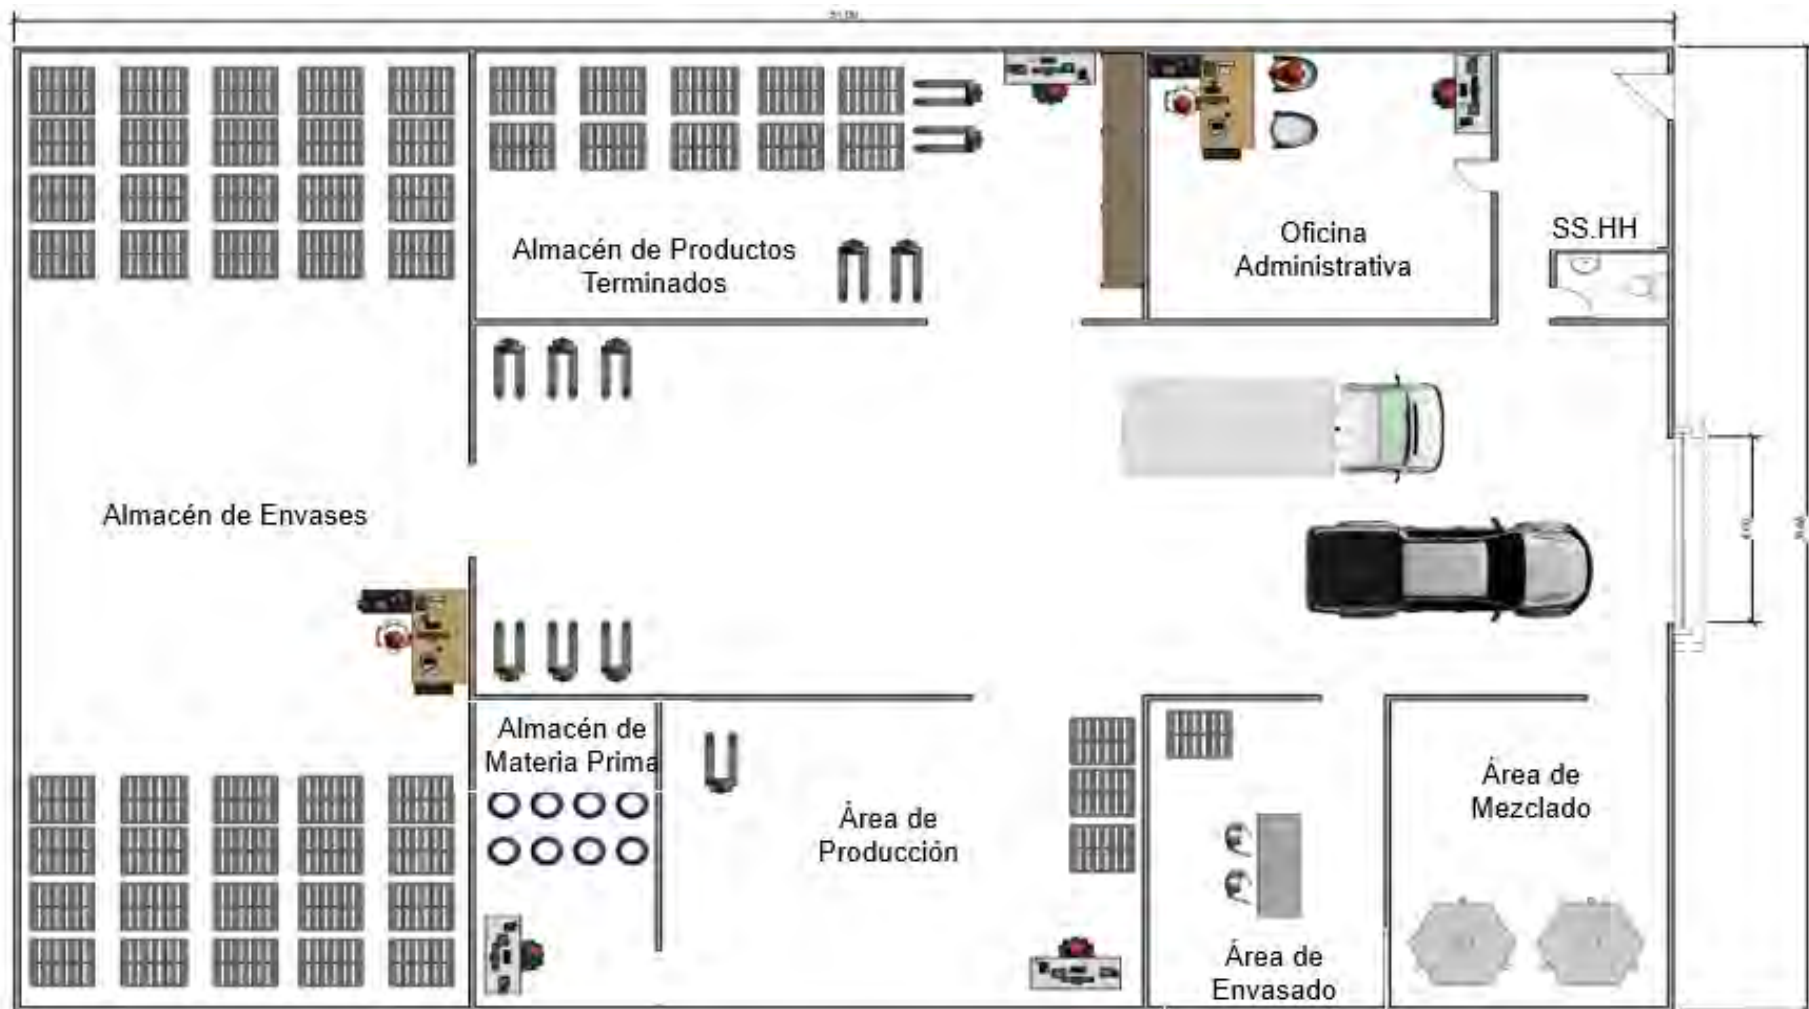 Almacén de Productos
Terminados
Oficina
Administrativa
SS.HH
Almacén de Envases
Almacén de
Materia Prima
Área de
Producción
Área de
Mezclado
Área de
Envasado